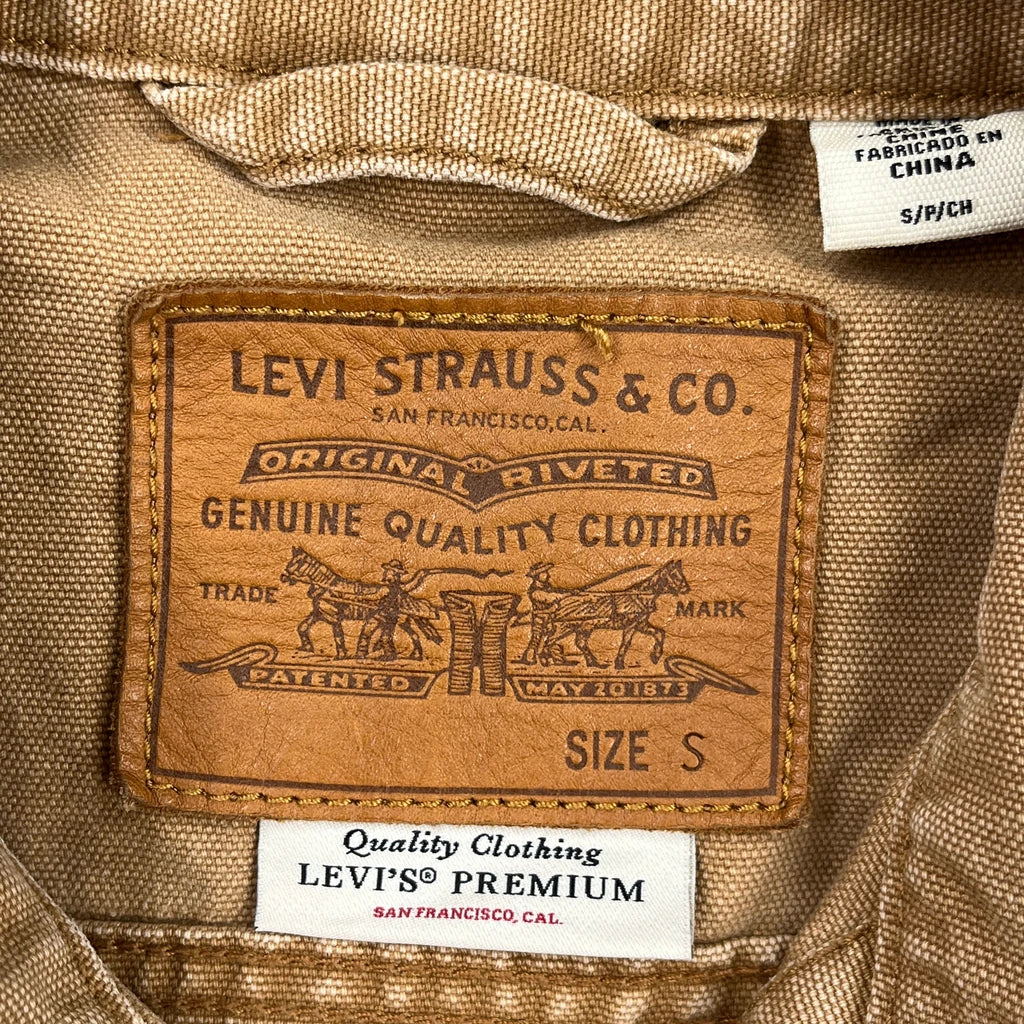 CHINE
FABRICADO EN
CHINA
S/P/CH
LEVI STRAUSS & CO.
SAN FRANCISCO, CAL.
ORIGINAL RIVETED
GENUINE QUALITY CLOTHING
TRADE MARK
PATENTED MAY 20 1873
SIZE S
Quality Clothing
LEVI'S® PREMIUM
SAN FRANCISCO, CAL.